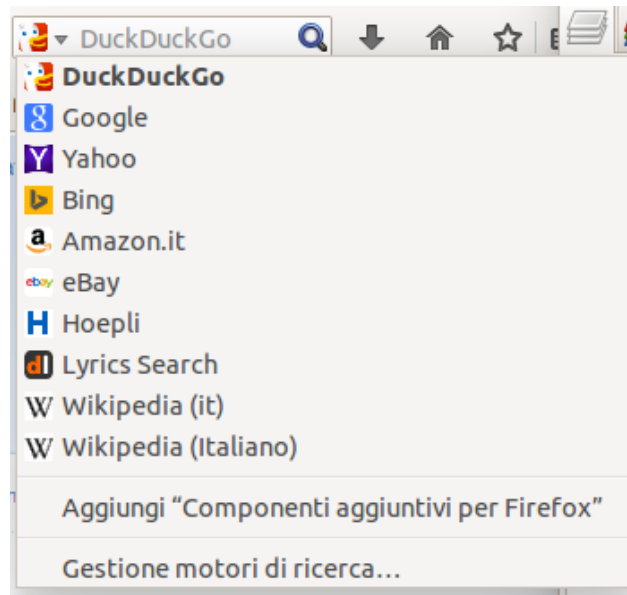 DuckDuckGo
DuckDuckGo
Google
Yahoo
Bing
Amazon.it
eBay
Hoepli
Lyrics Search
Wikipedia (it)
Wikipedia (Italiano)
Aggiungi “Componenti aggiuntivi per Firefox”
Gestione motori di ricerca…